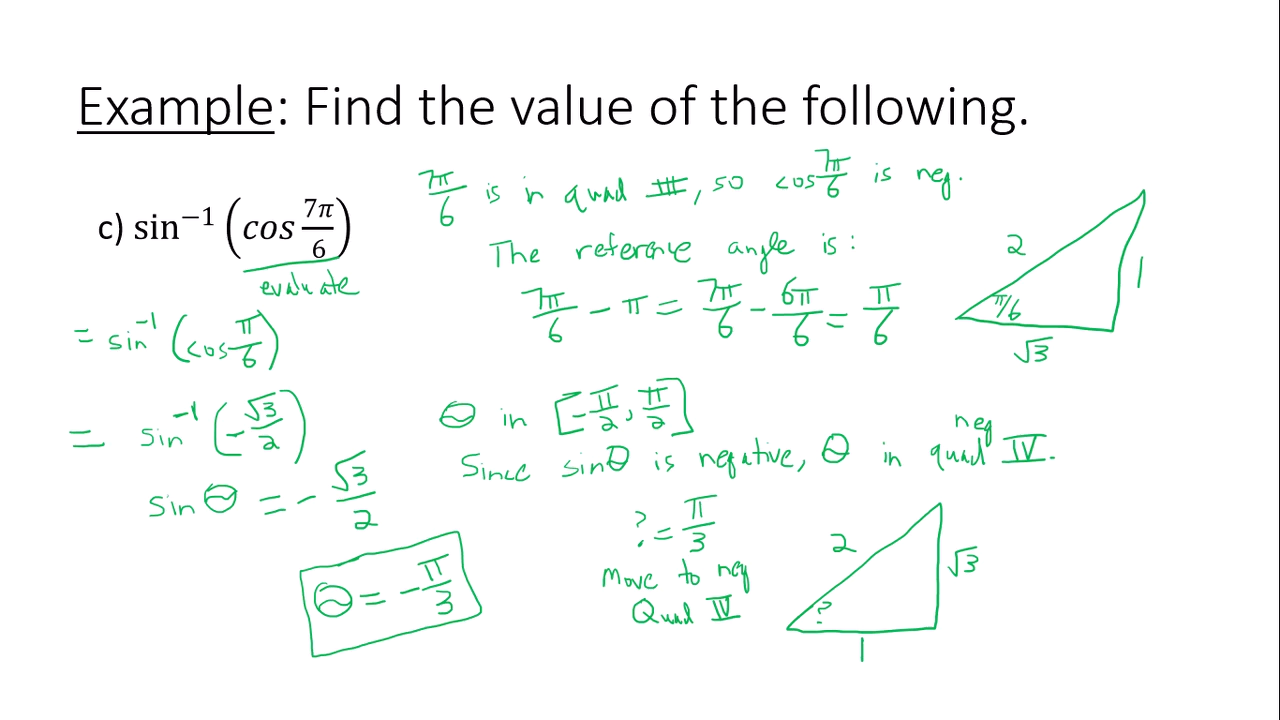 Example: Find the value of the following.
7π/6 is in quad III, so cos 7π/6 is neg.
c) sin⁻¹(cos 7π/6)
evaluate
The reference angle is:
7π/6 - π = 7π/6 - 6π/6 = π/6
2
1
π/6
√3
= sin⁻¹(cos π/6)
= sin⁻¹(-√3/2)
θ in [-π/2, π/2]
neg
Since sinθ is negative, θ in quad IV.
sin θ = -√3/2
? = π/3
Move to neg
Quad IV
2
√3
?
1
θ = -π/3